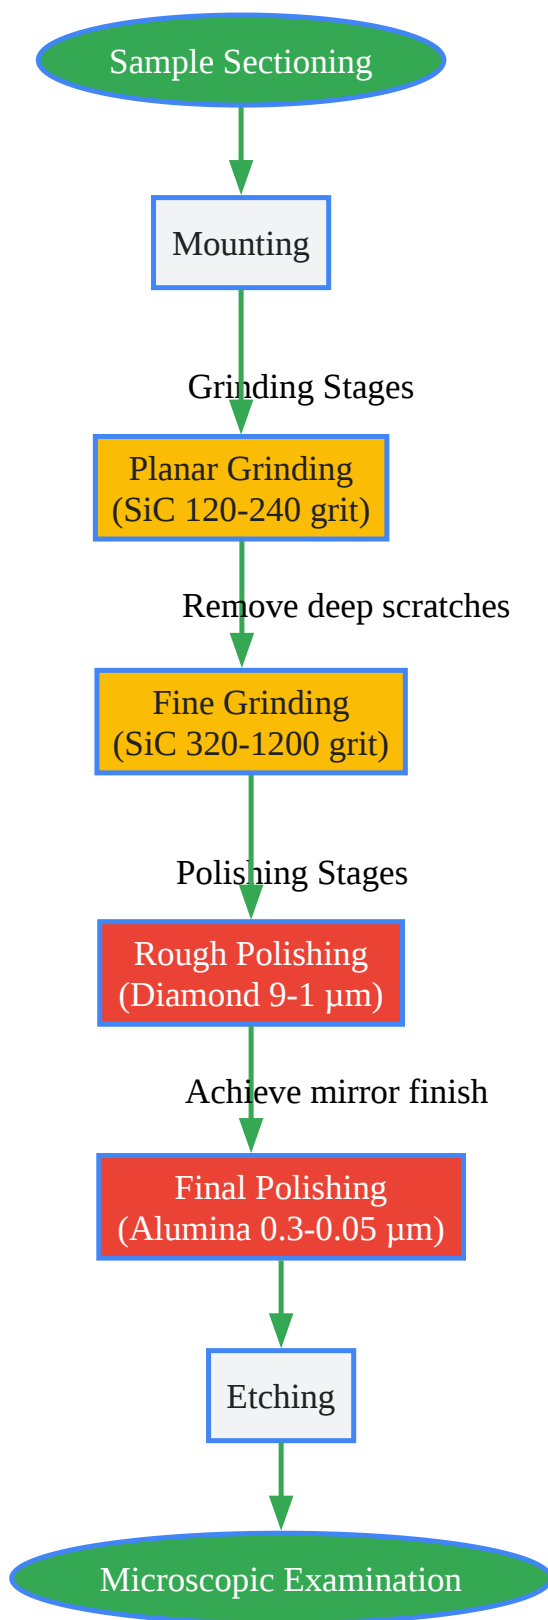 Sample Sectioning
Mounting
Grinding Stages
Planar Grinding
(SiC 120-240 grit)
Remove deep scratches
Fine Grinding
(SiC 320-1200 grit)
Polishing Stages
Rough Polishing
(Diamond 9-1 µm)
Achieve mirror finish
Final Polishing
(Alumina 0.3-0.05 µm)
Etching
Microscopic Examination